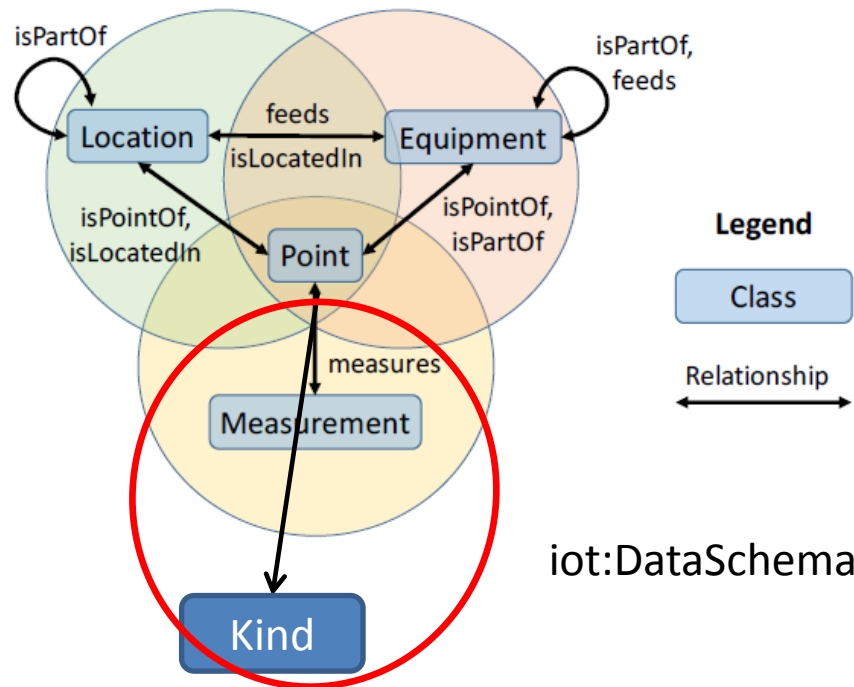 isPartOf
isPartOf,
feeds
Location
feeds
isLocatedIn
Equipment
isPointOf,
isLocatedIn
isPointOf,
isPartOf
Point
Legend
Class
measures
Relationship
Measurement
iot:DataSchema
Kind